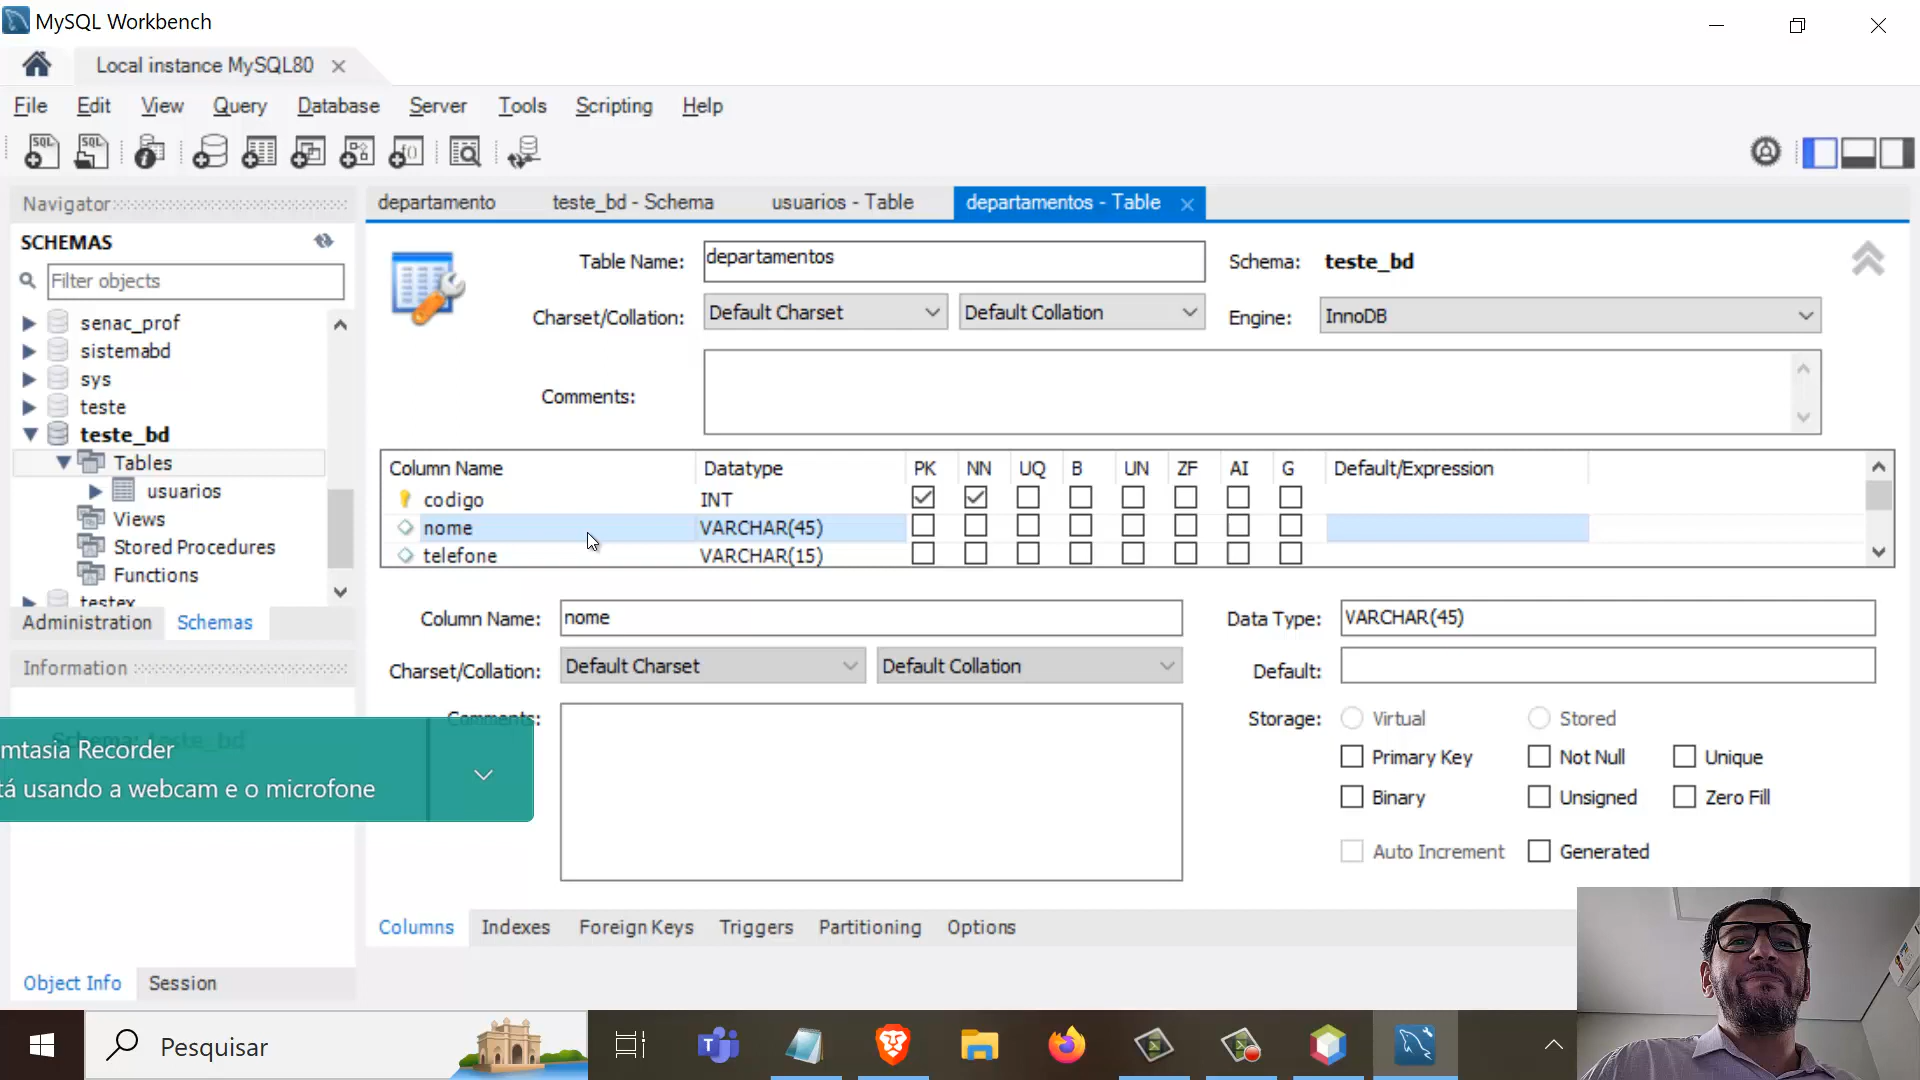 MySQL Workbench
Local instance MySQL80
File Edit View Query Database Server Tools Scripting Help
Navigator
SCHEMAS
Filter objects
senac_prof
sistemabd
sys
teste
teste_bd
Tables
usuarios
Views
Stored Procedures
Functions
testex
Administration Schemas
Information
Schema: teste_bd
mtasia Recorder
tá usando a webcam e o microfone
Object Info Session
departamento teste_bd - Schema usuarios - Table departamentos - Table
Table Name: departamentos Schema: teste_bd
Charset/Collation: Default Charset Default Collation Engine: InnoDB
Comments:
Column Name Datatype PK NN UQ B UN ZF AI G Default/Expression
codigo INT
nome VARCHAR(45)
telefone VARCHAR(15)
Column Name: nome Data Type: VARCHAR(45)
Charset/Collation: Default Charset Default Collation Default:
Comments: Storage: Virtual Stored
Primary Key Not Null Unique
Binary Unsigned Zero Fill
Auto Increment Generated
Columns Indexes Foreign Keys Triggers Partitioning Options
Pesquisar